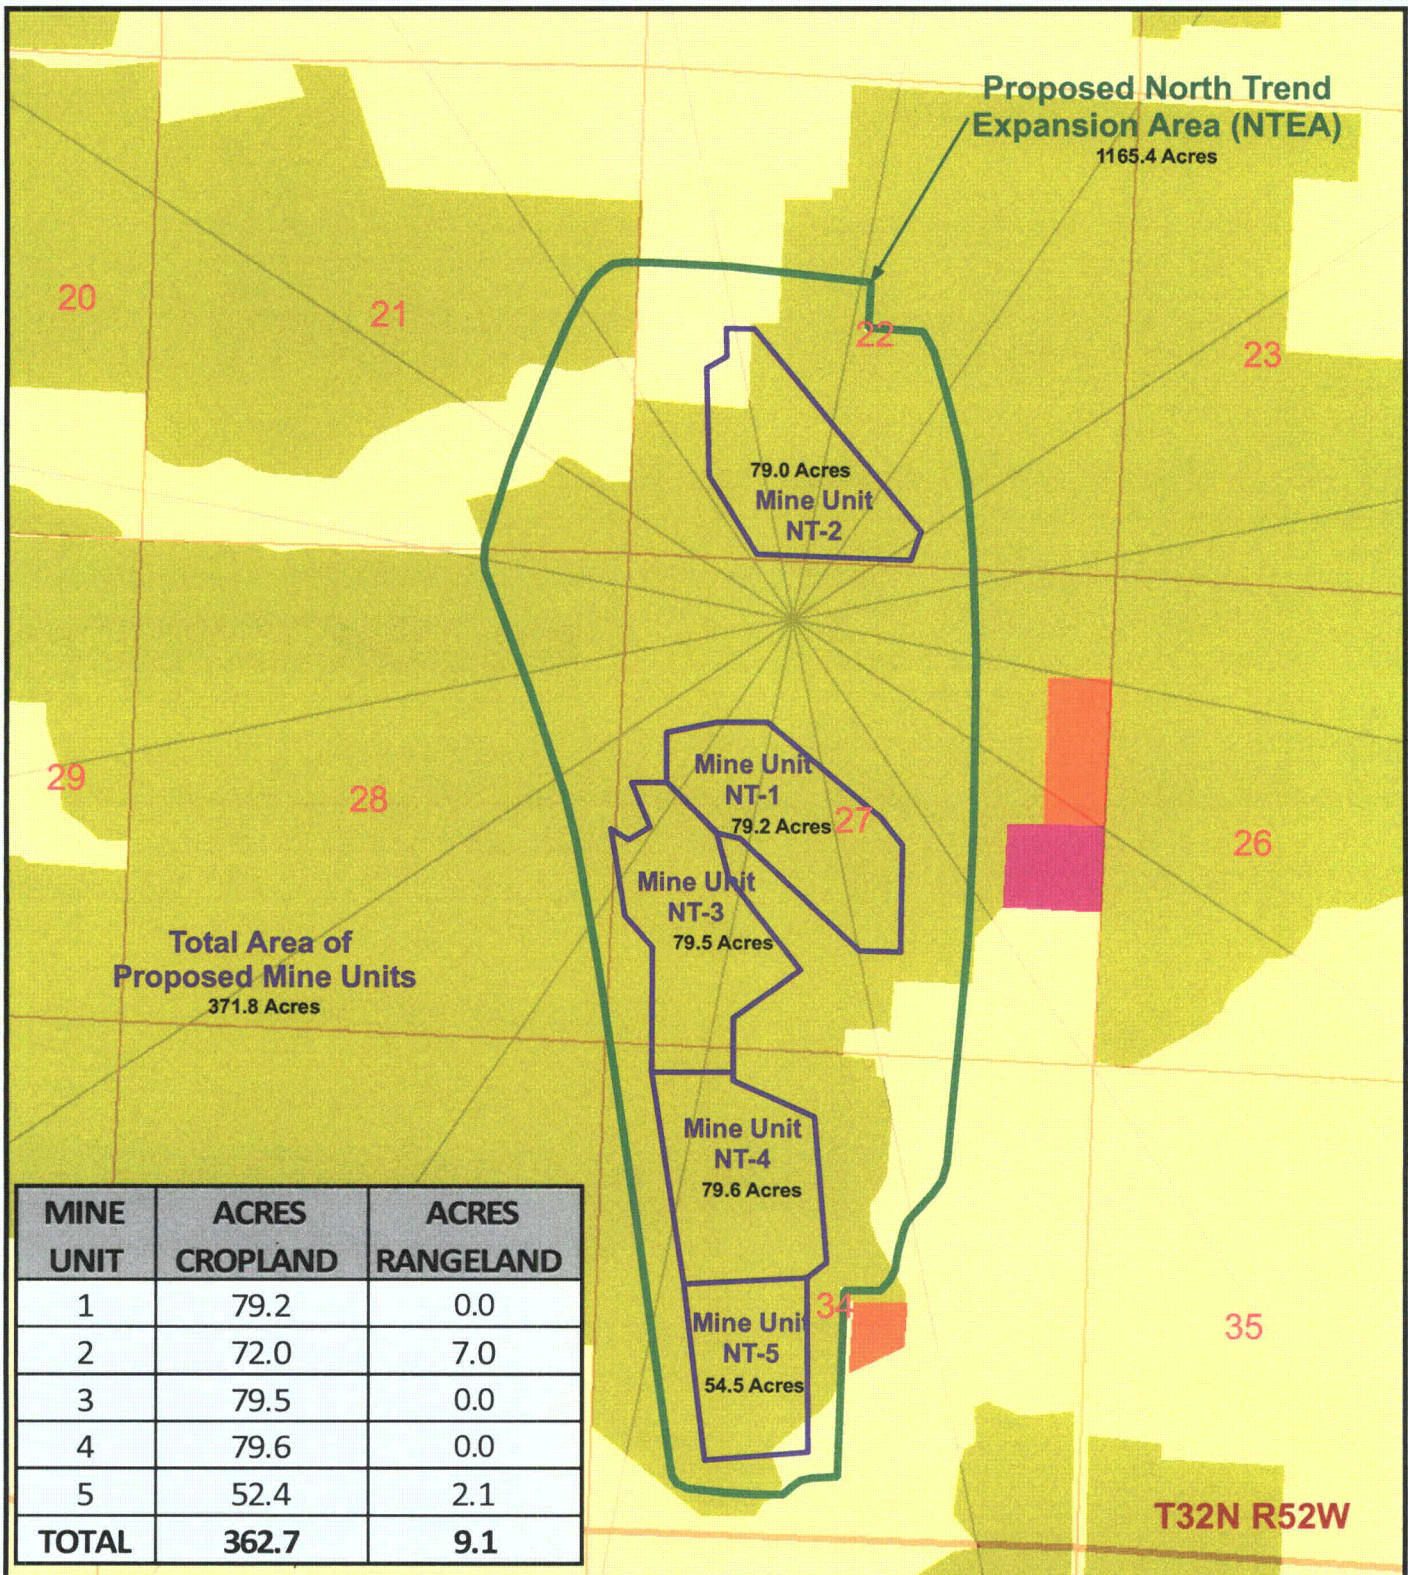 Proposed North Trend
Expansion Area (NTEA)
1165.4 Acres
20
21
22
23
79.0 Acres
Mine Unit
NT-2
29
28
Mine Unit
NT-1
79.2 Acres
27
26
Mine Unit
NT-3
79.5 Acres
Total Area of
Proposed Mine Units
371.8 Acres
Mine Unit
NT-4
79.6 Acres
34
35
Mine Unit
NT-5
54.5 Acres
MINE UNIT ACRES CROPLAND ACRES RANGELAND
1 79.2 0.0
2 72.0 7.0
3 79.5 0.0
4 79.6 0.0
5 52.4 2.1
TOTAL 362.7 9.1
T32N R52W